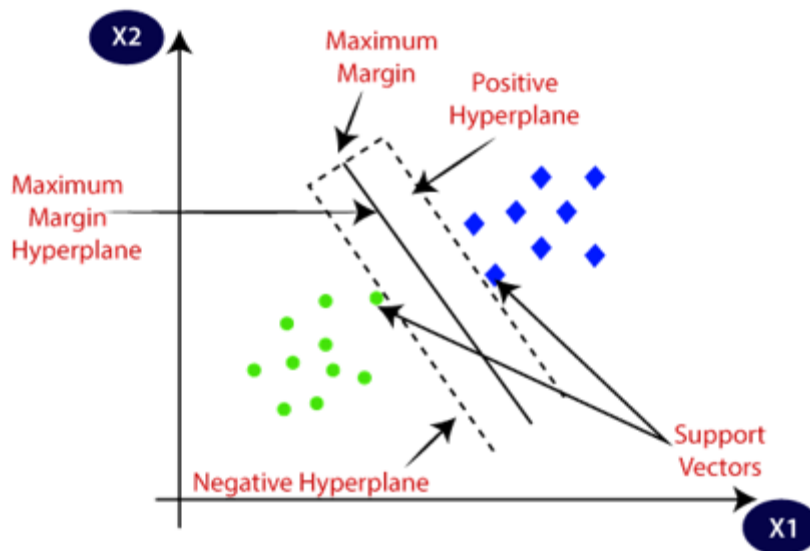 X2
Maximum
Margin
Positive
Hyperplane
Maximum
Margin
Hyperplane
Support
Vectors
Negative Hyperplane
X1